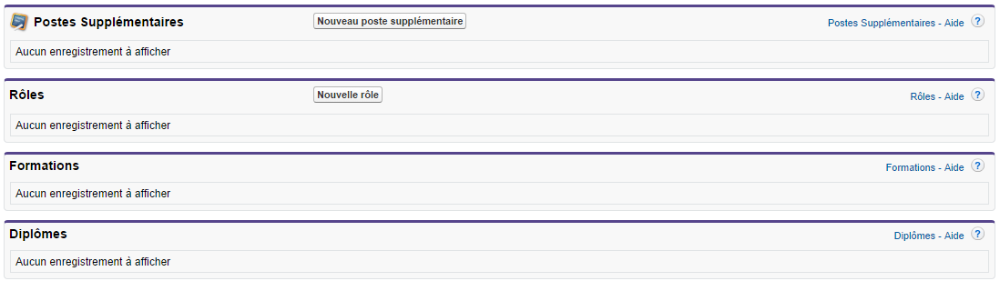 Postes Supplémentaires Nouveau poste supplémentaire Postes Supplémentaires - Aide ?
Aucun enregistrement à afficher
Rôles Nouvelle rôle Rôles - Aide ?
Aucun enregistrement à afficher
Formations Formations - Aide ?
Aucun enregistrement à afficher
Diplômes Diplômes - Aide ?
Aucun enregistrement à afficher